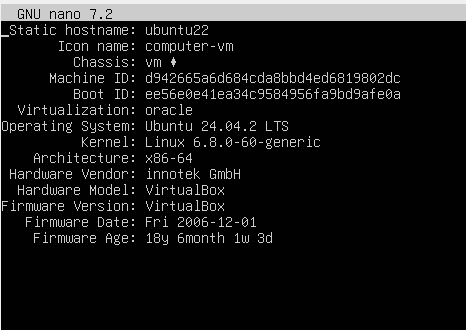 GNU nano 7.2
Static hostname: ubuntu22
Icon name: computer-vm
Chassis: vm ♦
Machine ID: d942665a6d684cda8bbd4ed6819802dc
Boot ID: ee56e0e41ea34c9584956fa9bd9afe0a
Virtualization: oracle
Operating System: Ubuntu 24.04.2 LTS
Kernel: Linux 6.8.0-60-generic
Architecture: x86-64
Hardware Vendor: innotek GmbH
Hardware Model: VirtualBox
Firmware Version: VirtualBox
Firmware Date: Fri 2006-12-01
Firmware Age: 18y 6month 1w 3d